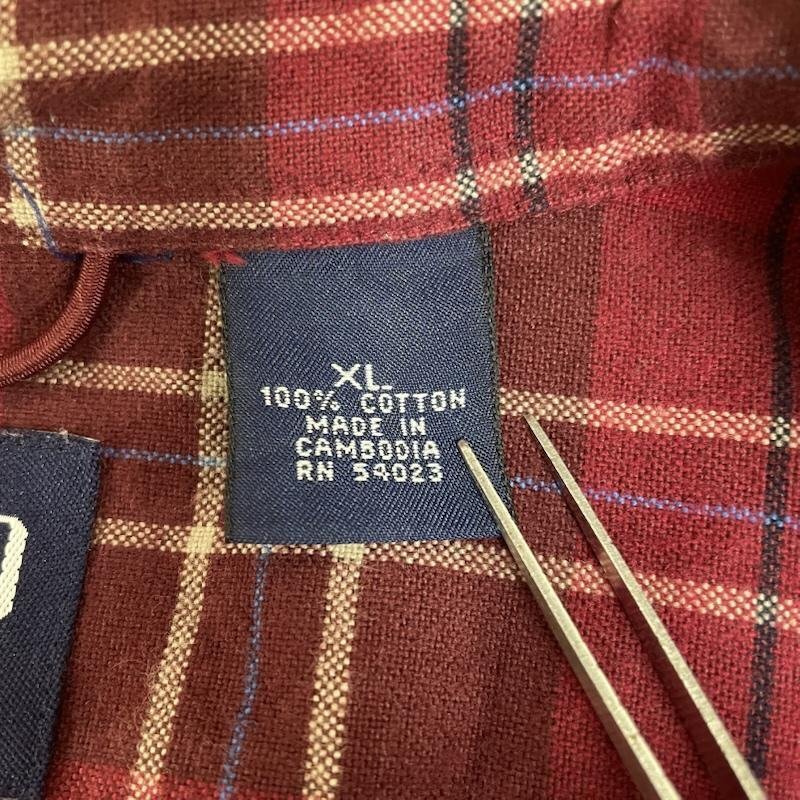 XL
100% COTTON
MADE IN
CAMBODIA
RN 54023